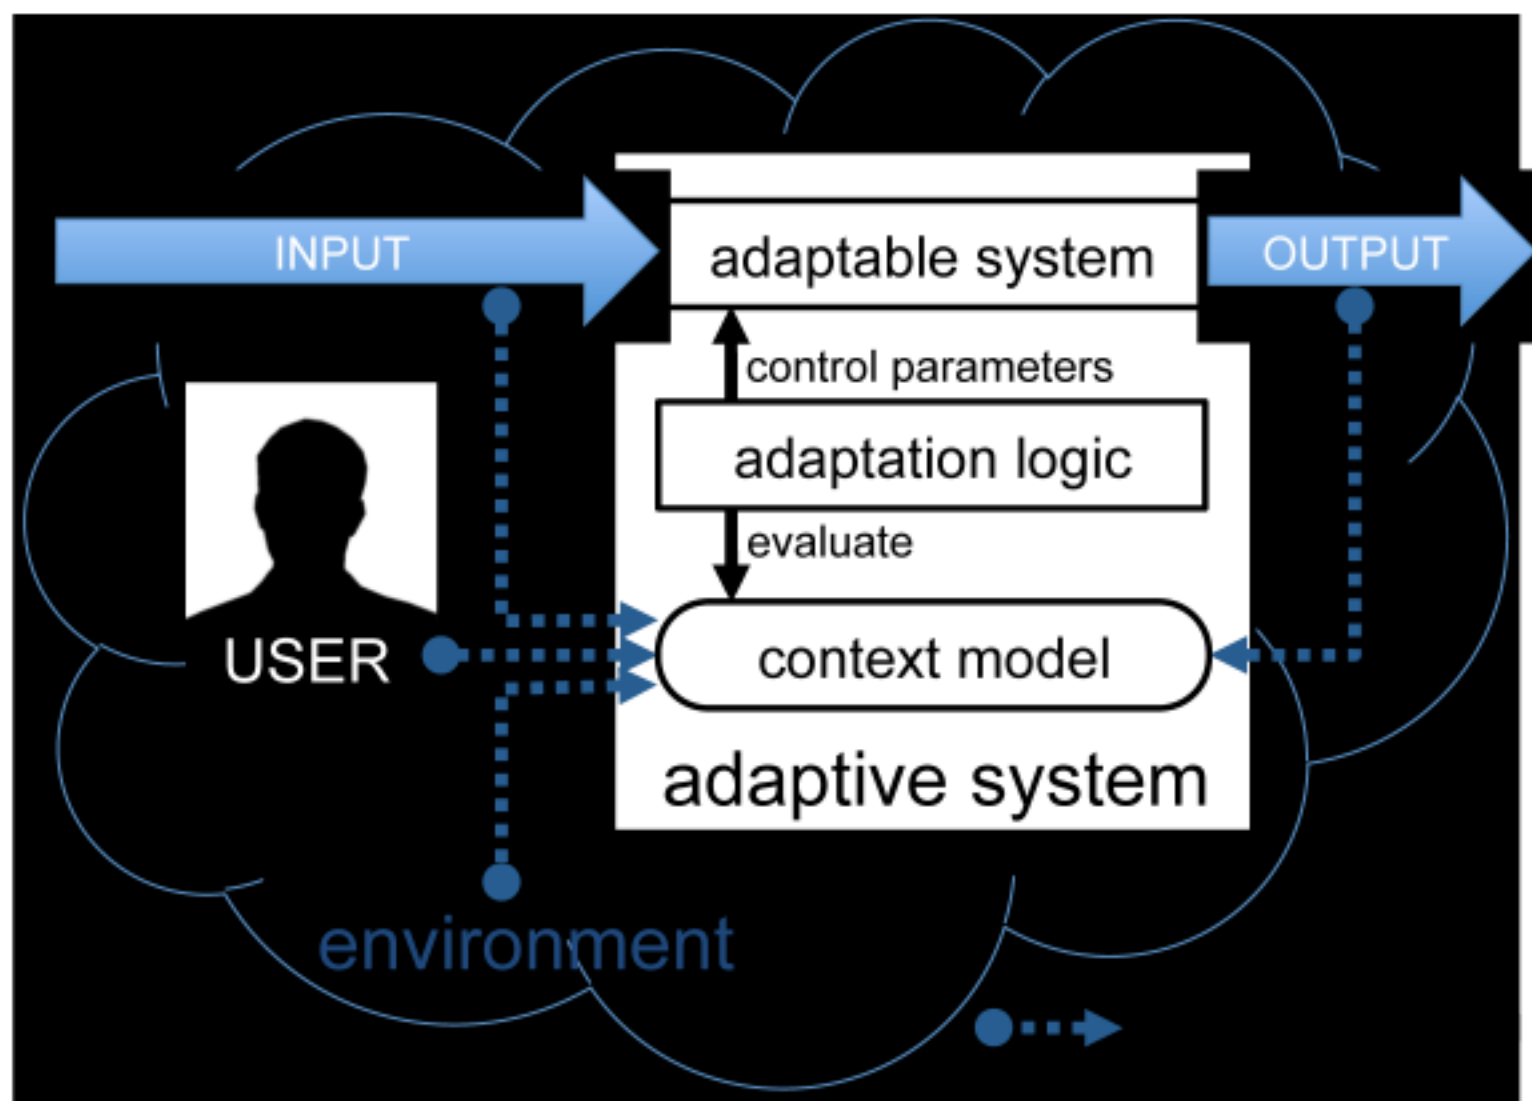 INPUT
adaptable system
OUTPUT
control parameters
adaptation logic
evaluate
USER
context model
adaptive system
environment